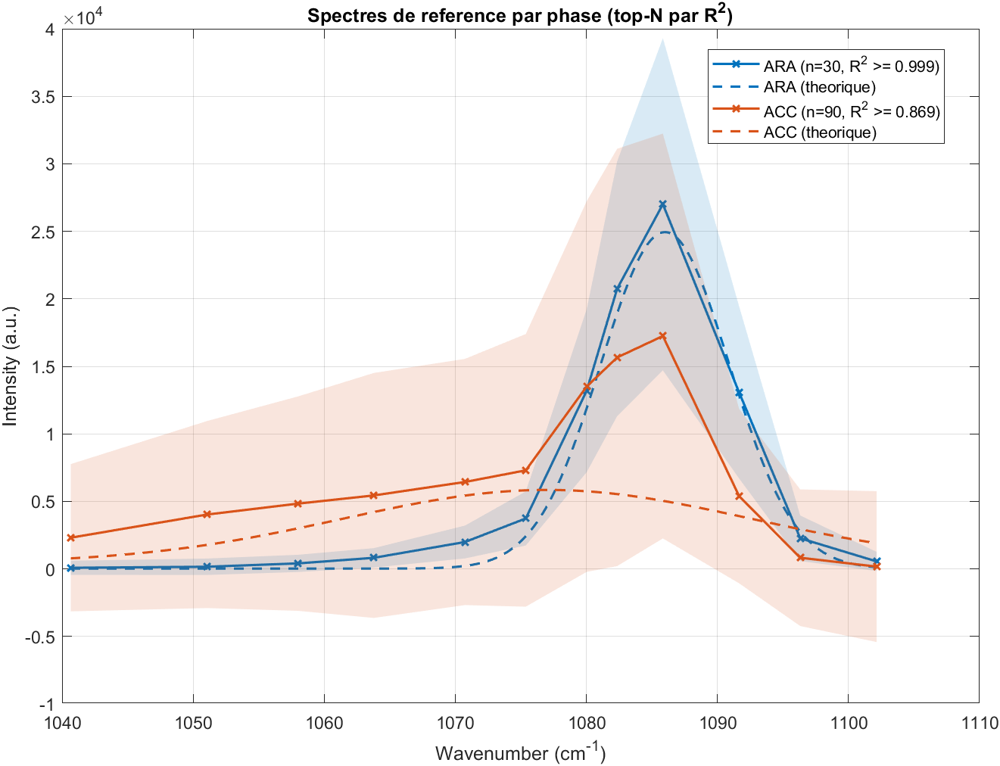 Spectres de reference par phase (top-N par R²)
×10⁴
4
3.5
3
2.5
2
1.5
1
0.5
0
-0.5
-1
Intensity (a.u.)
ARA (n=30, R² >= 0.999)
ARA (theorique)
ACC (n=90, R² >= 0.869)
ACC (theorique)
1040 1050 1060 1070 1080 1090 1100 1110
Wavenumber (cm⁻¹)